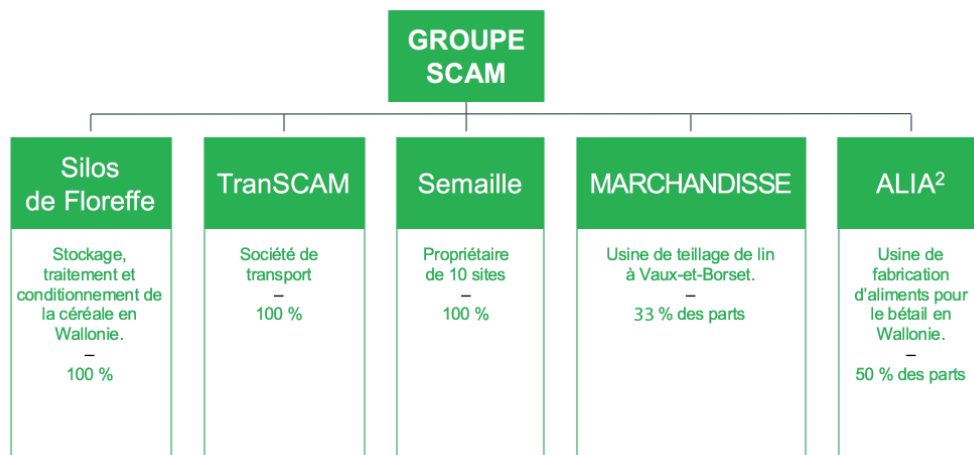 GROUPE
SCAM
Silos
de Floreffe
Stockage,
traitement et
conditionnement de
la céréale en
Wallonie.
–
100 %
TranSCAM
Société de
transport
–
100 %
Semaille
Propriétaire
de 10 sites
–
100 %
MARCHANDISSE
Usine de teillage de lin
à Vaux-et-Borset.
–
33 % des parts
ALIA²
Usine de
fabrication
d’aliments pour
le bétail en
Wallonie.
–
50 % des parts